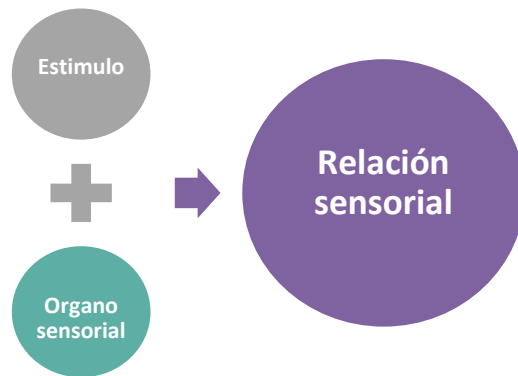 Estimulo
Organo
sensorial
Relación
sensorial